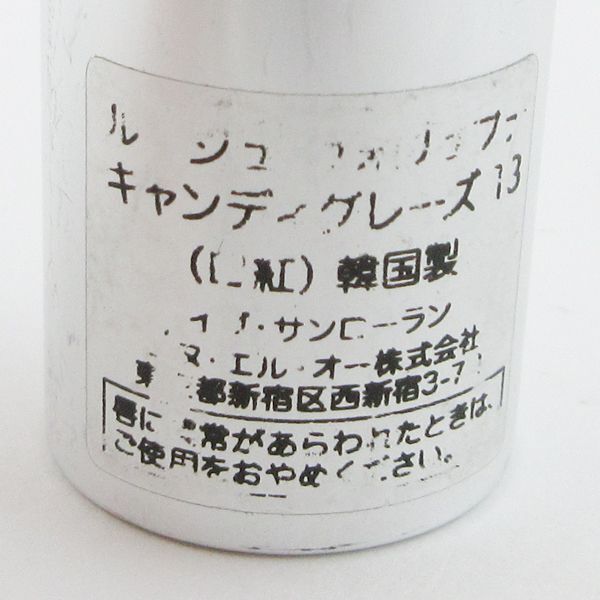 キャンディグレーズ 13
(口紅) 韓国製
サンローラン
エル・オー株式会社
都新宿区西新宿3-7
唇に 常があらわれたときは、
ご使用をおやめください。